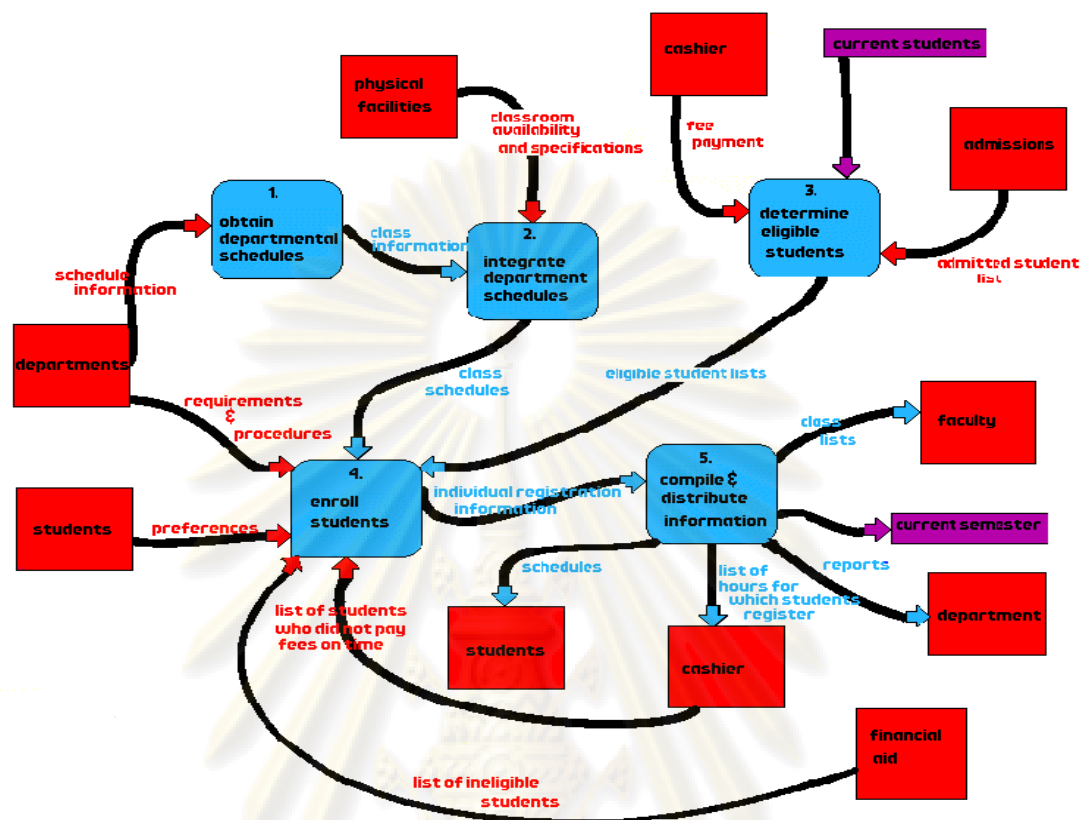 cashier
current students
physical
facilities
classroom
availability
and specifications
fee
payment
admissions
1.
obtain
departmental
schedules
class
information
2.
integrate
department
schedules
3.
determine
eligible
students
admitted student
list
schedule
information
departments
requirements
&
procedures
class
schedules
eligible student lists
class
lists
faculty
4.
enroll
students
individual registration
information
5.
compile &
distribute
information
students
preferences
current semester
schedules
list of
hours for
which students
register
reports
department
list of students
who did not pay
fees on time
students
cashier
financial
aid
list of ineligible
students